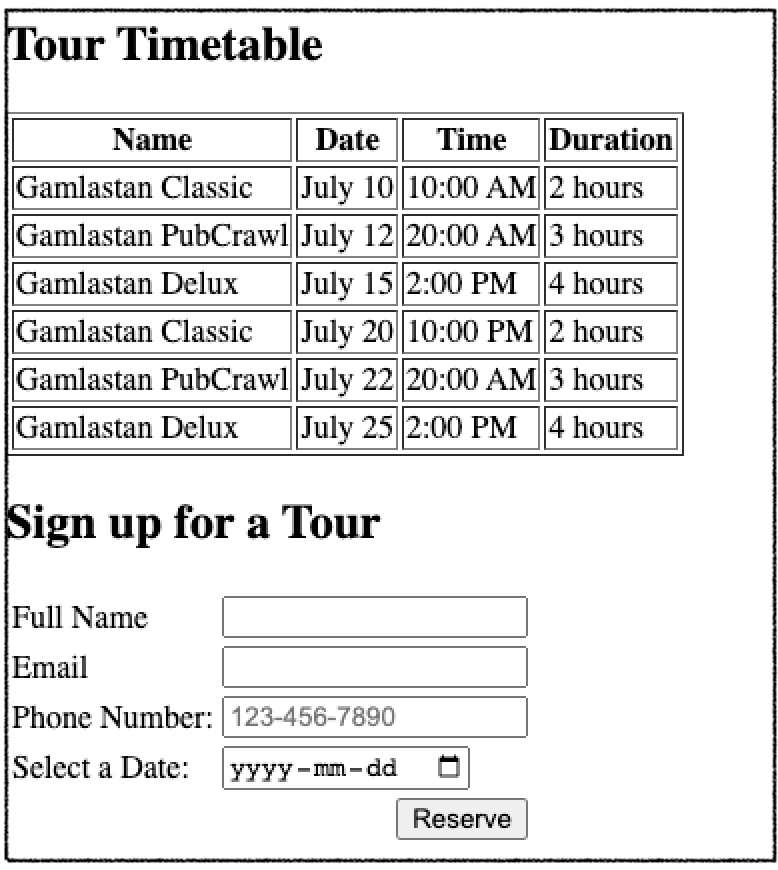 Tour Timetable
Name Date Time Duration
Gamlastan Classic July 10 10:00 AM 2 hours
Gamlastan PubCrawl July 12 20:00 AM 3 hours
Gamlastan Delux July 15 2:00 PM 4 hours
Gamlastan Classic July 20 10:00 PM 2 hours
Gamlastan PubCrawl July 22 20:00 AM 3 hours
Gamlastan Delux July 25 2:00 PM 4 hours
Sign up for a Tour
Full Name
Email
Phone Number: 123-456-7890
Select a Date: yyyy-mm-dd
Reserve